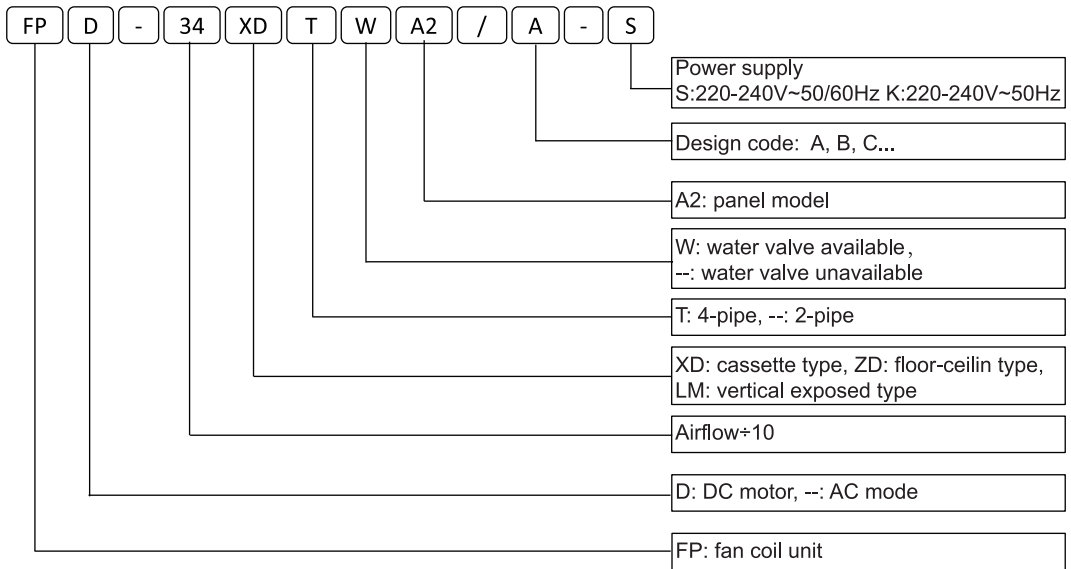 FP D - 34 XD T W A2 / A - S
Power supply
S:220-240V~50/60Hz K:220-240V~50Hz
Design code: A, B, C...
A2: panel model
W: water valve available,
--: water valve unavailable
T: 4-pipe, --: 2-pipe
XD: cassette type, ZD: floor-ceilin type,
LM: vertical exposed type
Airflow÷10
D: DC motor, --: AC mode
FP: fan coil unit